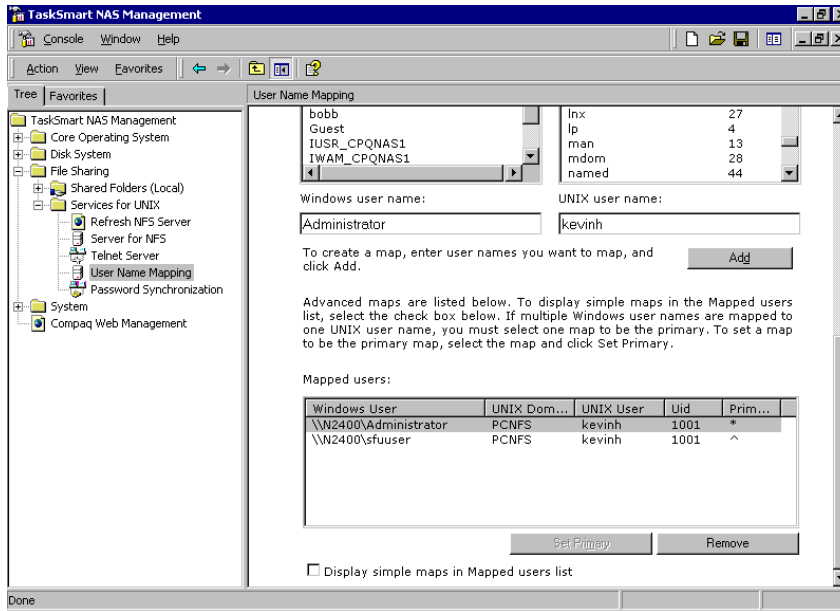 TaskSmart NAS Management
Console Window Help
Action View Favorites
Tree Favorites
User Name Mapping
TaskSmart NAS Management
Core Operating System
Disk System
File Sharing
Shared Folders (Local)
Services for UNIX
Refresh NFS Server
Server for NFS
Telnet Server
User Name Mapping
Password Synchronization
System
Compaq Web Management
bobb
Guest
IUSR_CPQNAS1
IWAM_CPQNAS1
lnx 27
lp 4
man 13
mdom 28
named 44
Windows user name: UNIX user name:
Administrator kevinh
To create a map, enter user names you want to map, and
click Add.
Add
Advanced maps are listed below. To display simple maps in the Mapped users
list, select the check box below. If multiple Windows user names are mapped to
one UNIX user name, you must select one map to be the primary. To set a map
to be the primary map, select the map and click Set Primary.
Mapped users:
Windows User UNIX Dom... UNIX User Uid Prim...
\\N2400\Administrator PCNFS kevinh 1001 *
\\N2400\sfuuser PCNFS kevinh 1001 ^
Set Primary Remove
Display simple maps in Mapped users list
Done